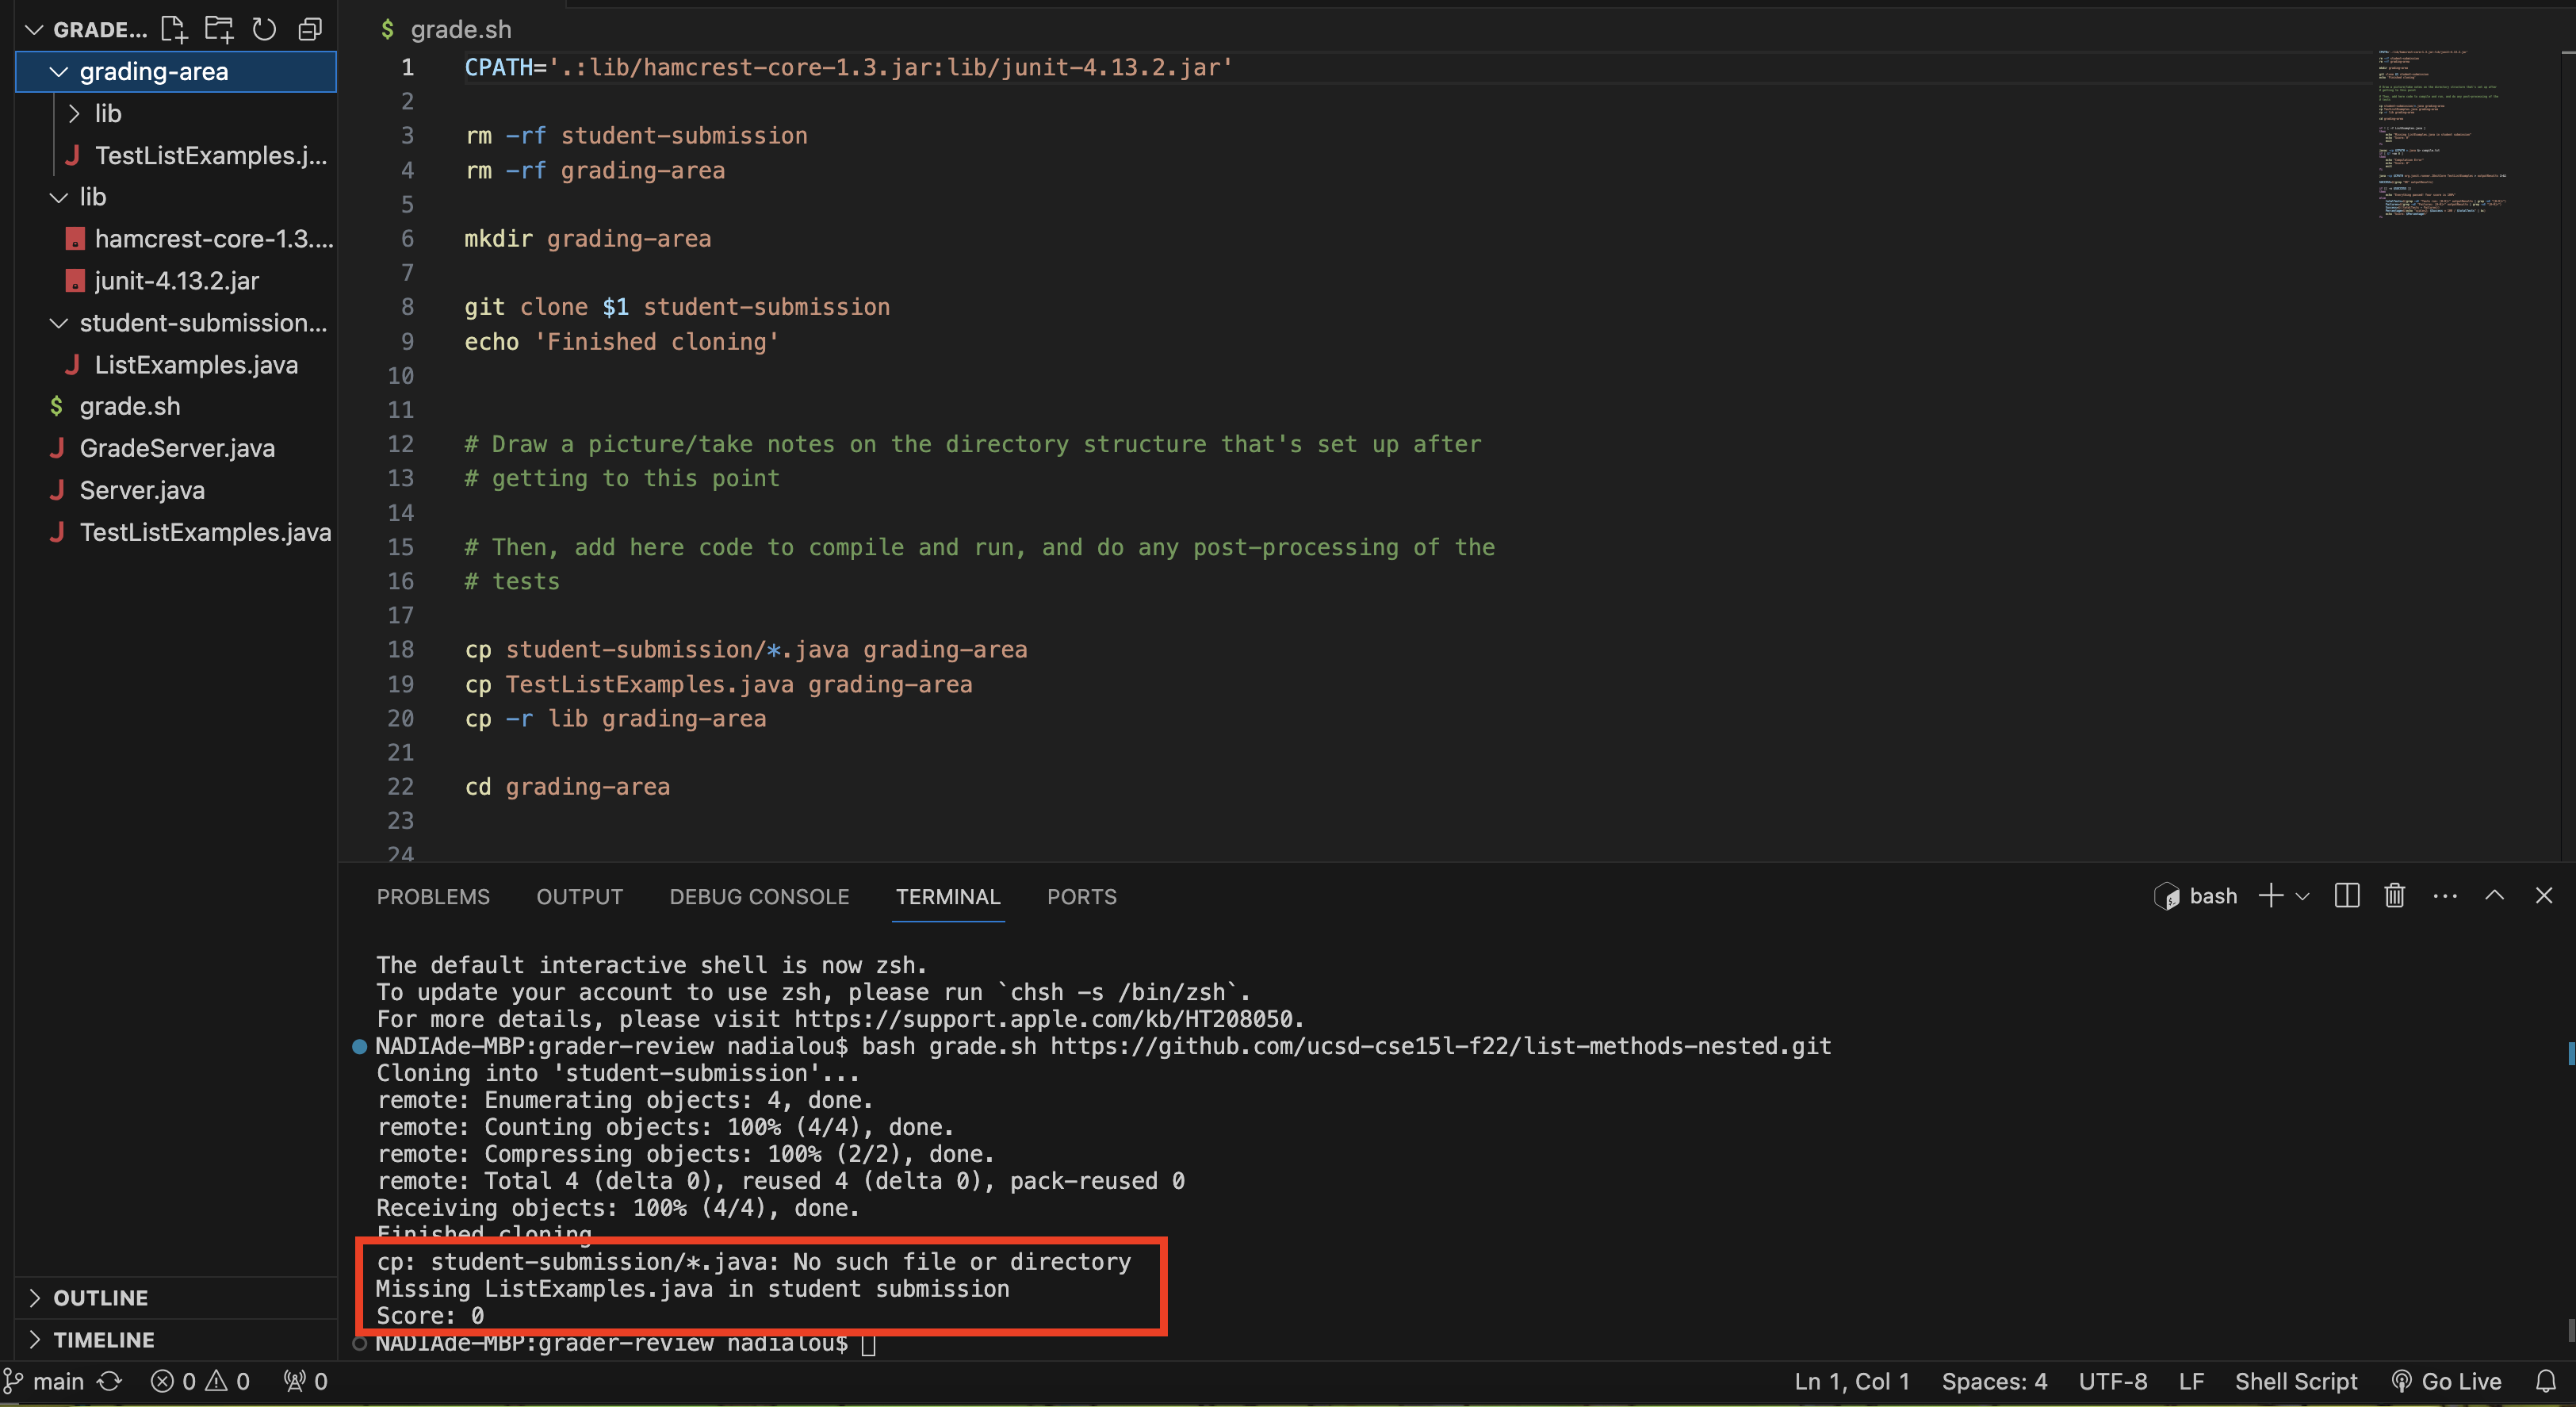 GRADE...
grading-area
lib
TestListExamples.j...
lib
hamcrest-core-1.3....
junit-4.13.2.jar
student-submission...
ListExamples.java
$ grade.sh
GradeServer.java
Server.java
TestListExamples.java
OUTLINE
TIMELINE
$ grade.sh
1 CPATH='.:lib/hamcrest-core-1.3.jar:lib/junit-4.13.2.jar'
2
3 rm -rf student-submission
4 rm -rf grading-area
5
6 mkdir grading-area
7
8 git clone $1 student-submission
9 echo 'Finished cloning'
10
11
12 # Draw a picture/take notes on the directory structure that's set up after
13 # getting to this point
14
15 # Then, add here code to compile and run, and do any post-processing of the
16 # tests
17
18 cp student-submission/*.java grading-area
19 cp TestListExamples.java grading-area
20 cp -r lib grading-area
21
22 cd grading-area
23
24
PROBLEMS OUTPUT DEBUG CONSOLE TERMINAL PORTS
bash
The default interactive shell is now zsh.
To update your account to use zsh, please run `chsh -s /bin/zsh`.
For more details, please visit https://support.apple.com/kb/HT208050.
NADIAde-MBP:grader-review nadialou$ bash grade.sh https://github.com/ucsd-cse15l-f22/list-methods-nested.git
Cloning into 'student-submission'...
remote: Enumerating objects: 4, done.
remote: Counting objects: 100% (4/4), done.
remote: Compressing objects: 100% (2/2), done.
remote: Total 4 (delta 0), reused 4 (delta 0), pack-reused 0
Receiving objects: 100% (4/4), done.
Finished cloning
cp: student-submission/*.java: No such file or directory
Missing ListExamples.java in student submission
Score: 0
NADIAde-MBP:grader-review nadialou$
main 0 0 0
Ln 1, Col 1 Spaces: 4 UTF-8 LF Shell Script Go Live